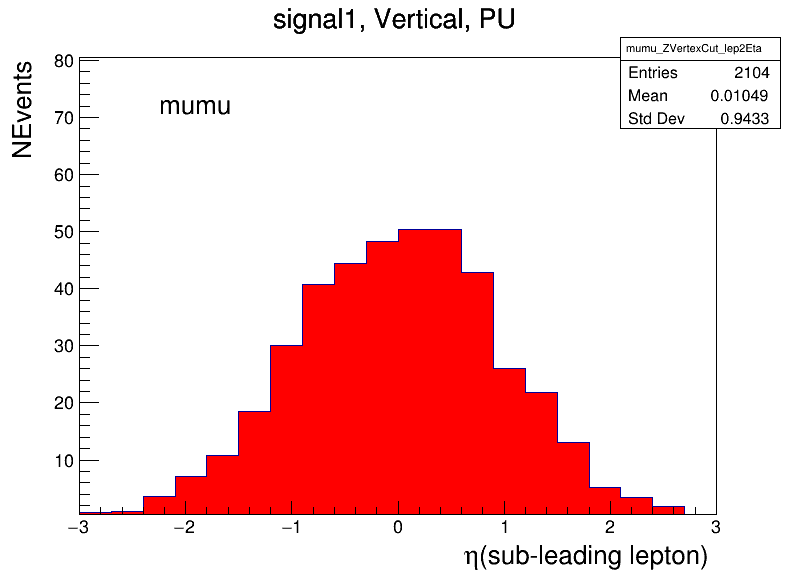 signal1, Vertical, PU
mumu_ZVertexCut_lep2Eta
Entries 2104
Mean 0.01049
Std Dev 0.9433
NEvents
mumu
80
70
60
50
40
30
20
10
−3 −2 −1 0 1 2 3
η(sub-leading lepton)